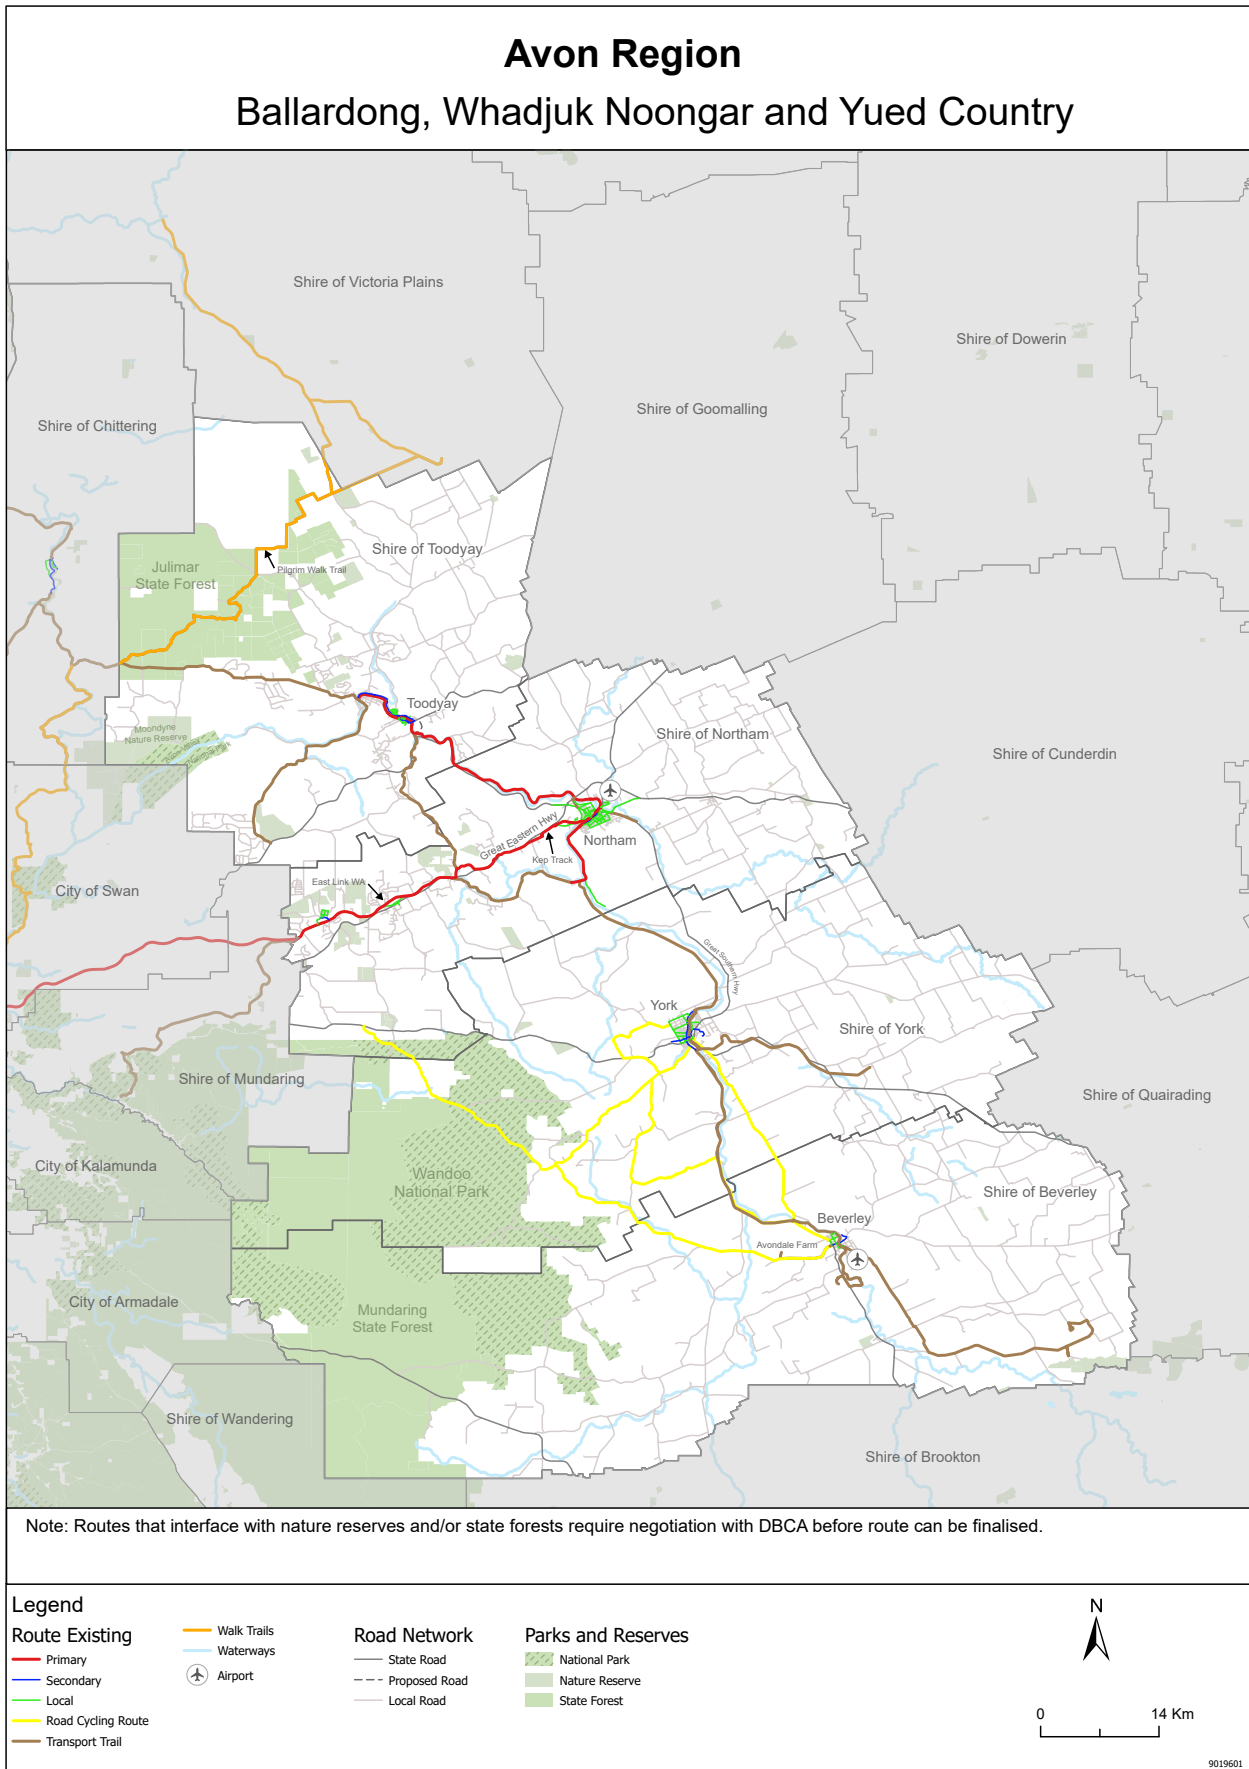 Avon Region
Ballardong, Whadjuk Noongar and Yued Country
Shire of Victoria Plains
Shire of Dowerin
Shire of Goomalling
Shire of Chittering
Shire of Toodyay
Julimar
State Forest
Pilgrim Walk Trail
Toodyay
Moondyne
Nature Reserve
Avon Valley
National Park
Shire of Northam
Shire of Cunderdin
Great Eastern Hwy
Northam
Kep Track
East Link WA
City of Swan
Great Southern Hwy
York
Shire of York
Shire of Mundaring
Shire of Quairading
City of Kalamunda
Wandoo
National Park
Shire of Beverley
Beverley
Avondale Farm
City of Armadale
Mundaring
State Forest
Shire of Wandering
Shire of Brookton
Note: Routes that interface with nature reserves and/or state forests require negotiation with DBCA before route can be finalised.
Legend
Route Existing
Primary
Secondary
Local
Road Cycling Route
Transport Trail
Walk Trails
Waterways
Airport
Road Network
State Road
Proposed Road
Local Road
Parks and Reserves
National Park
Nature Reserve
State Forest
N
0
14 Km
9019601